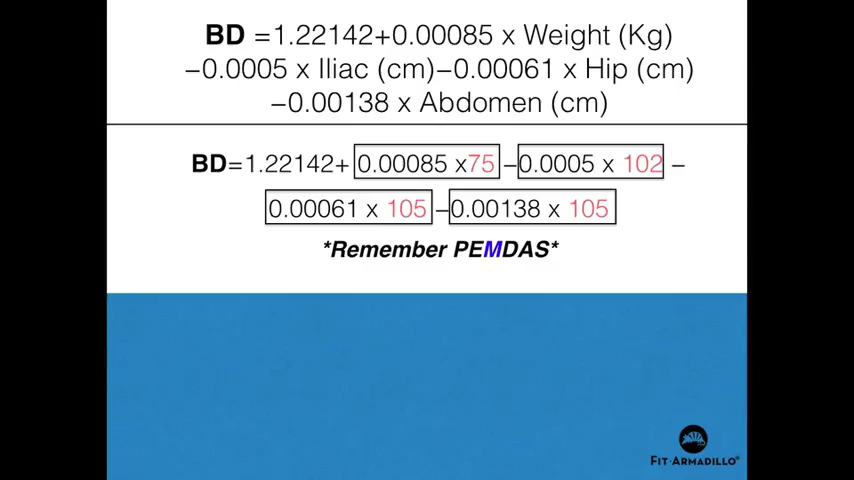 BD =1.22142+0.00085 x Weight (Kg)
−0.0005 x Iliac (cm)−0.00061 x Hip (cm)
−0.00138 x Abdomen (cm)
BD=1.22142+ 0.00085 x75 −0.0005 x 102 −
0.00061 x 105 −0.00138 x 105
*Remember PEMDAS*
FIT·ARMADILLO®